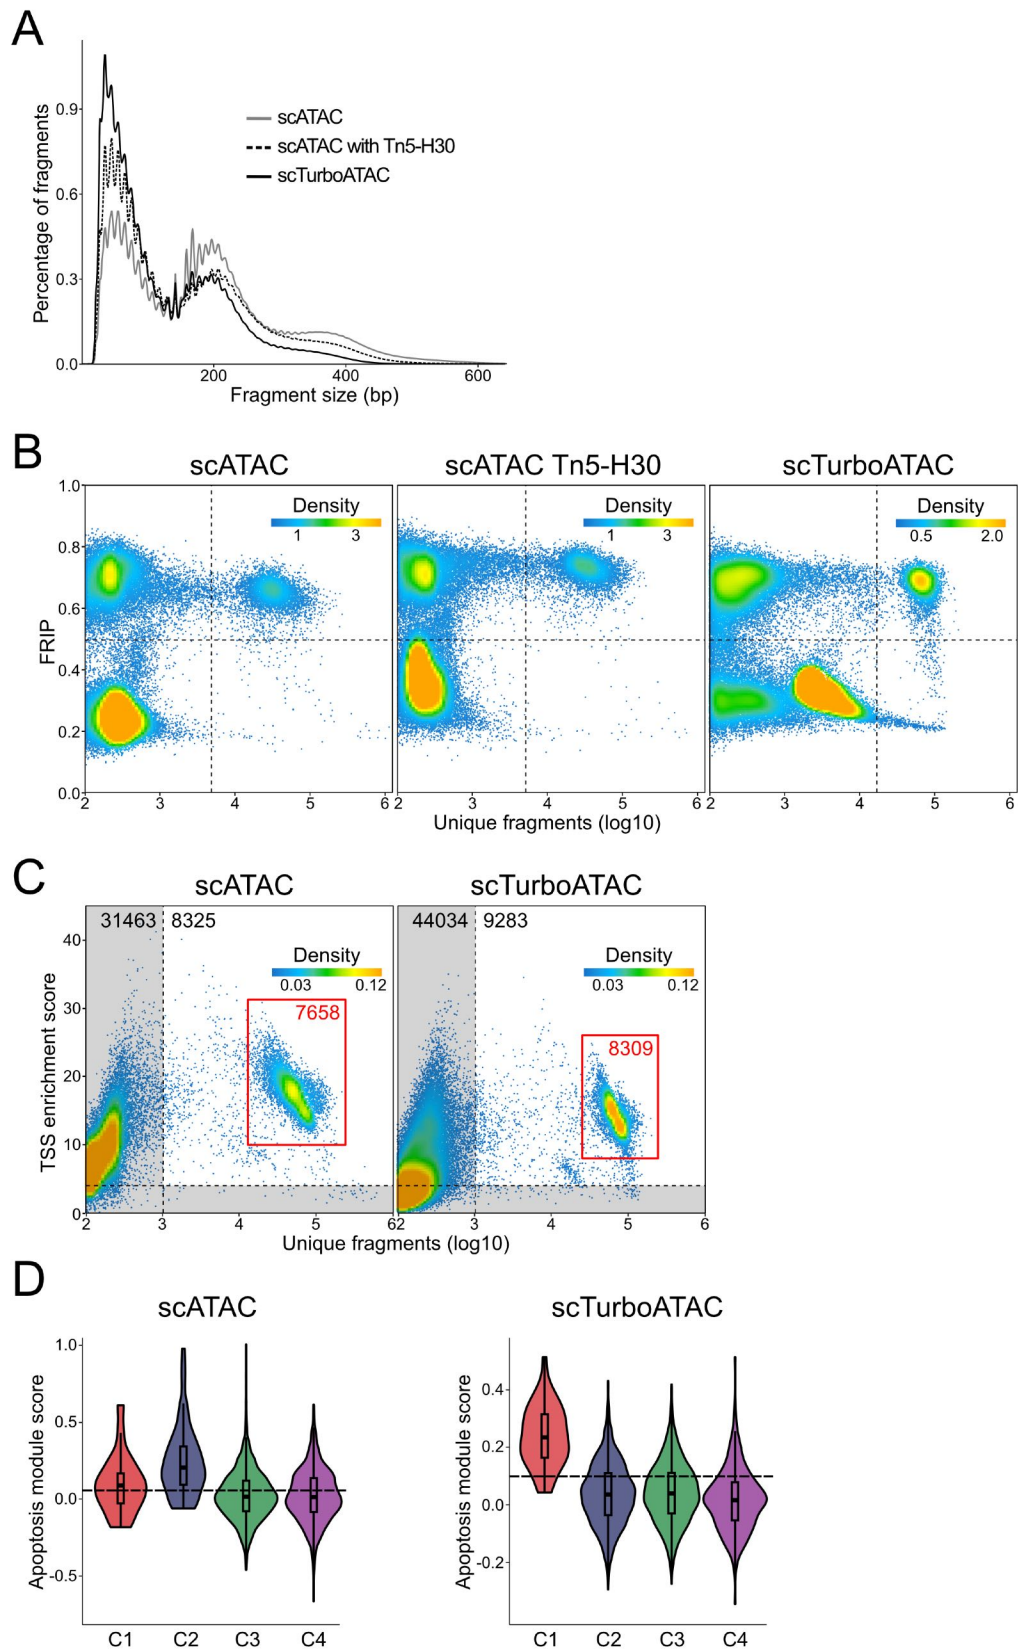 A
Percentage of fragments
0.9
0.6
0.3
0.0
scATAC
scATAC with Tn5-H30
scTurboATAC
200 400 600
Fragment size (bp)
B
scATAC scATAC Tn5-H30 scTurboATAC
FRIP
1.0
0.8
0.6
0.4
0.2
0.0
Density Density Density
1 3 1 3 0.5 2.0
2 3 4 5 6 2 3 4 5 6 2 3 4 5 6
Unique fragments (log10)
C
scATAC scTurboATAC
TSS enrichment score
40
30
20
10
0
31463 8325 44034 9283
Density Density
0.03 0.12 0.03 0.12
7658 8309
2 3 4 5 6 2 3 4 5 6
Unique fragments (log10)
D
scATAC scTurboATAC
Apoptosis module score
1.0
0.5
0.0
-0.5
C1 C2 C3 C4
Apoptosis module score
0.4
0.2
0.0
-0.2
C1 C2 C3 C4